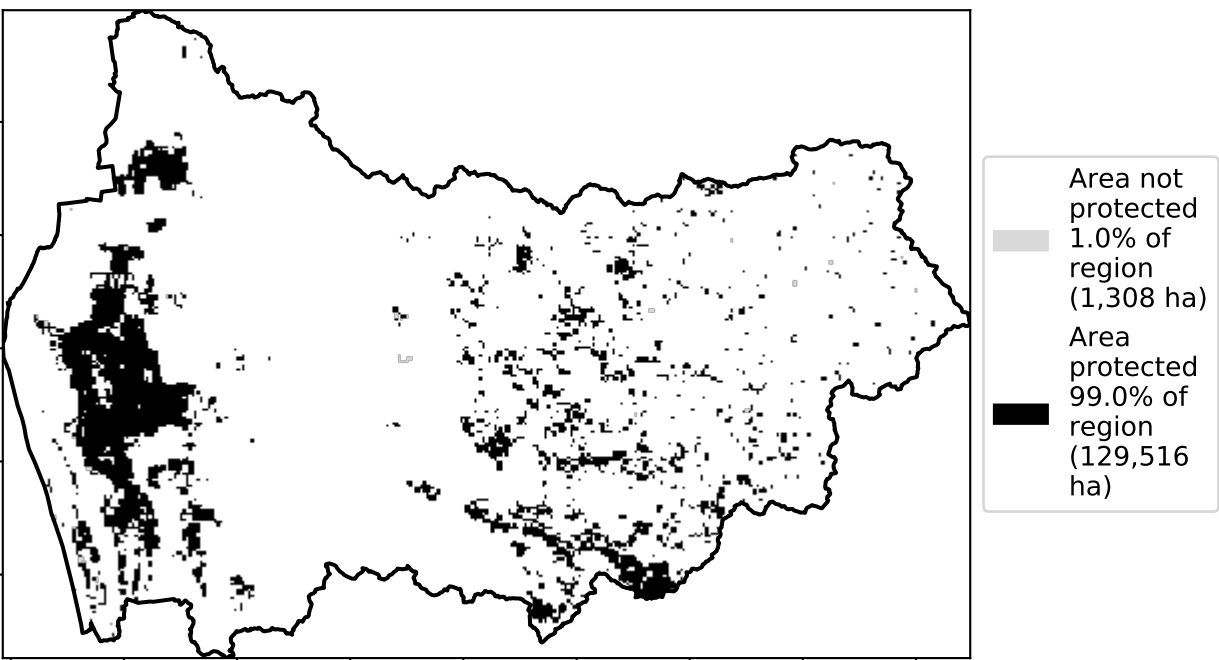 Area not
protected
1.0% of
region
(1,308 ha)
Area
protected
99.0% of
region
(129,516
ha)